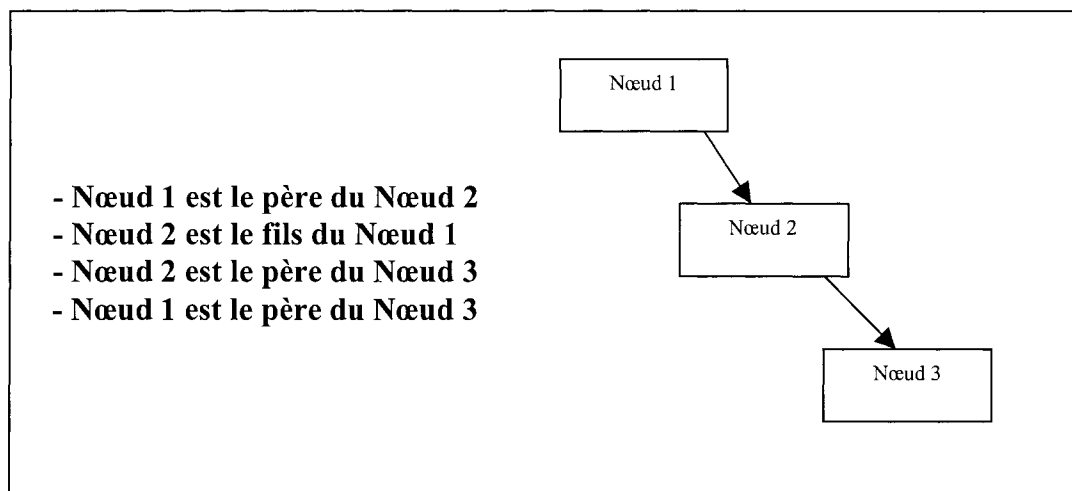 Nœud 1
- Nœud 1 est le père du Nœud 2
- Nœud 2 est le fils du Nœud 1
- Nœud 2 est le père du Nœud 3
- Nœud 1 est le père du Nœud 3
Nœud 2
Nœud 3